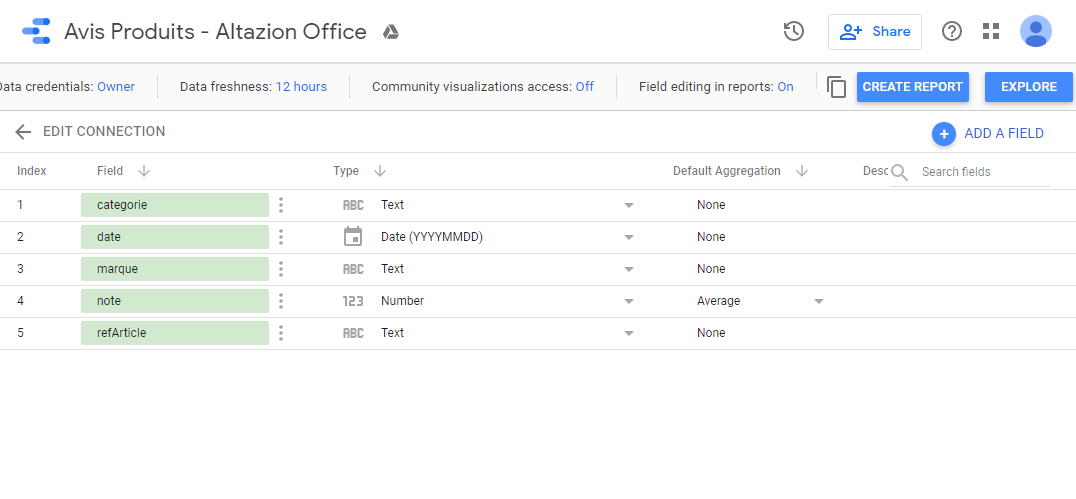 Avis Produits - Altazion Office
Share
Data credentials: Owner
Data freshness: 12 hours
Community visualizations access: Off
Field editing in reports: On
CREATE REPORT
EXPLORE
EDIT CONNECTION
ADD A FIELD
Index Field Type Default Aggregation Desc Search fields
1 categorie ABC Text None
2 date Date (YYYYMMDD) None
3 marque ABC Text None
4 note 123 Number Average
5 refArticle ABC Text None